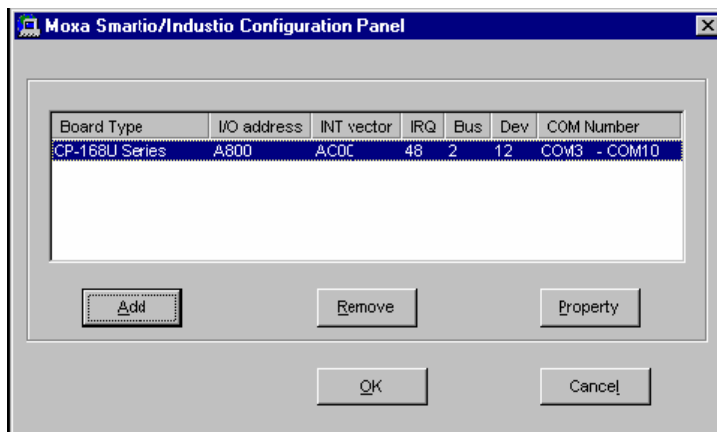 Moxa Smartio/Industio Configuration Panel
Board Type I/O address INT vector IRQ Bus Dev COM Number
CP-168U Series A800 AC00 48 2 12 COM3 - COM10
Add Remove Property
OK Cancel